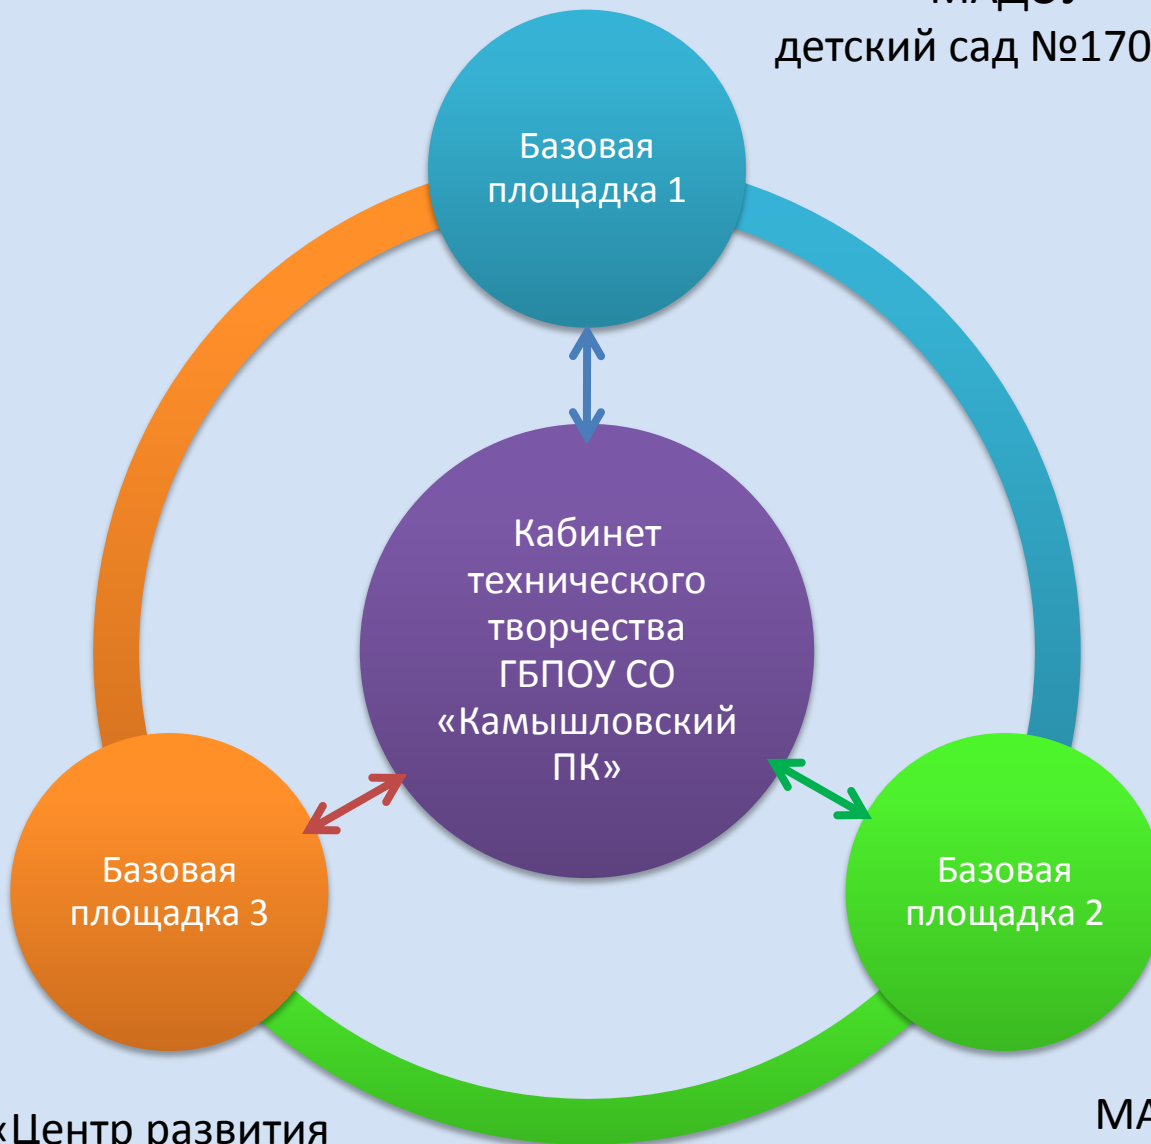 МАДОУ
детский сад №170
Базовая
площадка 1
Кабинет
технического
творчества
ГБПОУ СО
«Камышловский
ПК»
Базовая
площадка 3
Базовая
площадка 2
«Центр развития